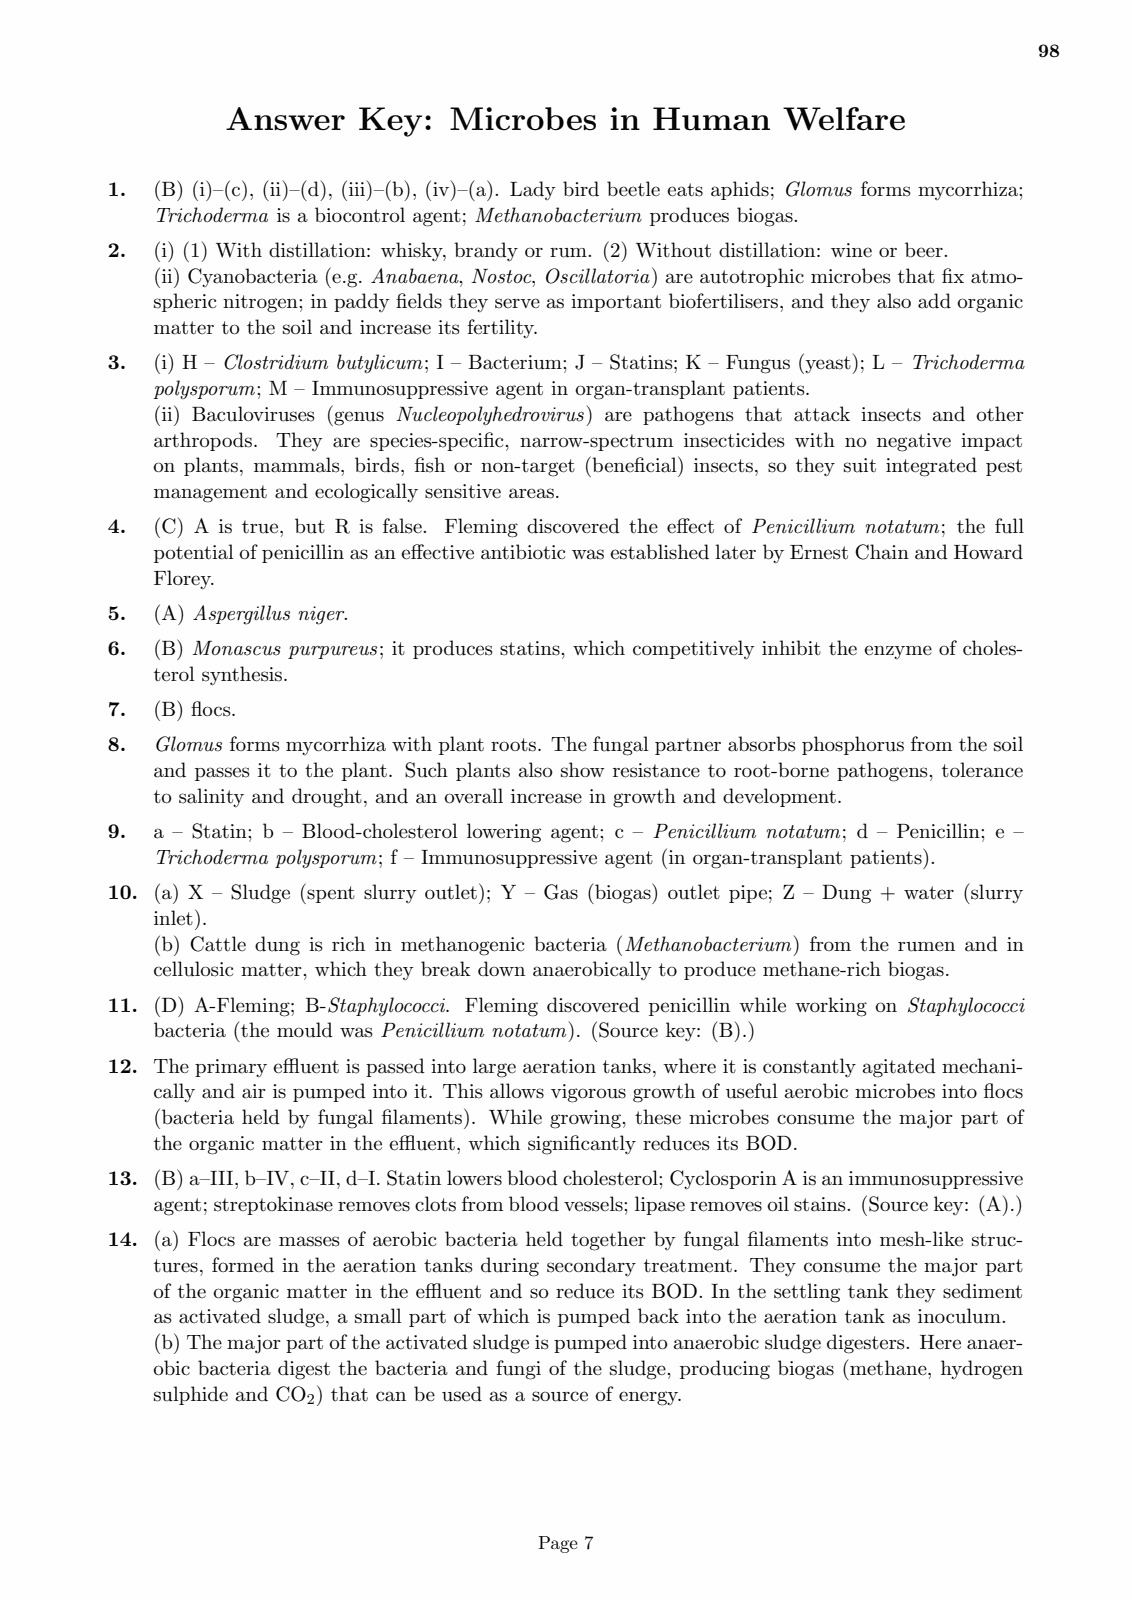 98
Answer Key: Microbes in Human Welfare
1. (B) (i)–(c), (ii)–(d), (iii)–(b), (iv)–(a). Lady bird beetle eats aphids; Glomus forms mycorrhiza;
Trichoderma is a biocontrol agent; Methanobacterium produces biogas.
2. (i) (1) With distillation: whisky, brandy or rum. (2) Without distillation: wine or beer.
(ii) Cyanobacteria (e.g. Anabaena, Nostoc, Oscillatoria) are autotrophic microbes that fix atmo-
spheric nitrogen; in paddy fields they serve as important biofertilisers, and they also add organic
matter to the soil and increase its fertility.
3. (i) H – Clostridium butylicum; I – Bacterium; J – Statins; K – Fungus (yeast); L – Trichoderma
polysporum; M – Immunosuppressive agent in organ-transplant patients.
(ii) Baculoviruses (genus Nucleopolyhedrovirus) are pathogens that attack insects and other
arthropods. They are species-specific, narrow-spectrum insecticides with no negative impact
on plants, mammals, birds, fish or non-target (beneficial) insects, so they suit integrated pest
management and ecologically sensitive areas.
4. (C) A is true, but R is false. Fleming discovered the effect of Penicillium notatum; the full
potential of penicillin as an effective antibiotic was established later by Ernest Chain and Howard
Florey.
5. (A) Aspergillus niger.
6. (B) Monascus purpureus; it produces statins, which competitively inhibit the enzyme of choles-
terol synthesis.
7. (B) flocs.
8. Glomus forms mycorrhiza with plant roots. The fungal partner absorbs phosphorus from the soil
and passes it to the plant. Such plants also show resistance to root-borne pathogens, tolerance
to salinity and drought, and an overall increase in growth and development.
9. a – Statin; b – Blood-cholesterol lowering agent; c – Penicillium notatum; d – Penicillin; e –
Trichoderma polysporum; f – Immunosuppressive agent (in organ-transplant patients).
10. (a) X – Sludge (spent slurry outlet); Y – Gas (biogas) outlet pipe; Z – Dung + water (slurry
inlet).
(b) Cattle dung is rich in methanogenic bacteria (Methanobacterium) from the rumen and in
cellulosic matter, which they break down anaerobically to produce methane-rich biogas.
11. (D) A-Fleming; B-Staphylococci. Fleming discovered penicillin while working on Staphylococci
bacteria (the mould was Penicillium notatum). (Source key: (B).)
12. The primary effluent is passed into large aeration tanks, where it is constantly agitated mechani-
cally and air is pumped into it. This allows vigorous growth of useful aerobic microbes into flocs
(bacteria held by fungal filaments). While growing, these microbes consume the major part of
the organic matter in the effluent, which significantly reduces its BOD.
13. (B) a–III, b–IV, c–II, d–I. Statin lowers blood cholesterol; Cyclosporin A is an immunosuppressive
agent; streptokinase removes clots from blood vessels; lipase removes oil stains. (Source key: (A).)
14. (a) Flocs are masses of aerobic bacteria held together by fungal filaments into mesh-like struc-
tures, formed in the aeration tanks during secondary treatment. They consume the major part
of the organic matter in the effluent and so reduce its BOD. In the settling tank they sediment
as activated sludge, a small part of which is pumped back into the aeration tank as inoculum.
(b) The major part of the activated sludge is pumped into anaerobic sludge digesters. Here anaer-
obic bacteria digest the bacteria and fungi of the sludge, producing biogas (methane, hydrogen
sulphide and CO₂) that can be used as a source of energy.
Page 7